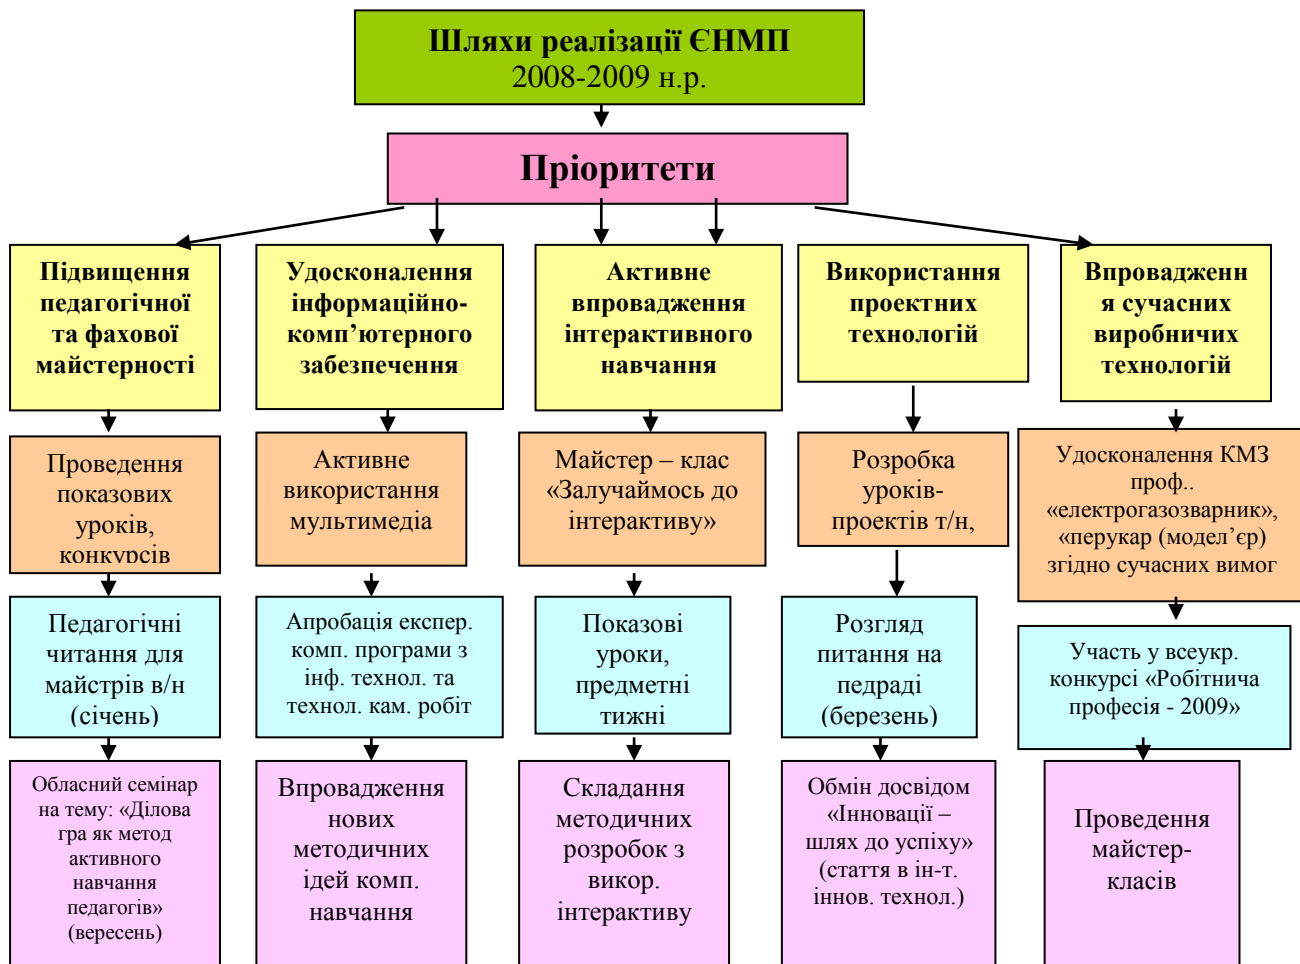 Шляхи реалізації ЄНМП
2008-2009 н.р.
Пріоритети
Підвищення
педагогічної
та фахової
майстерності
Удосконалення
інформаційно-
комп’ютерного
забезпечення
Активне
впровадження
інтерактивного
навчання
Використання
проектних
технологій
Впровадженн
я сучасних
виробничих
технологій
Проведення
показових
уроків,
конкурсів
Активне
використання
мультимедіа
Майстер – клас
«Залучаймось до
інтерактиву»
Розробка
уроків-
проектів т/н,
Удосконалення КМЗ
проф..
«електрогазозварник»,
«перукар (модел’єр)
згідно сучасних вимог
Педагогічні
читання для
майстрів в/н
(січень)
Апробація експер.
комп. програми з
інф. технол. та
технол. кам. робіт
Показові
уроки,
предметні
тижні
Розгляд
питання на
педраді
(березень)
Участь у всеукр.
конкурсі «Робітнича
професія - 2009»
Обласний семінар
на тему: «Ділова
гра як метод
активного
навчання
педагогів»
(вересень)
Впровадження
нових
методичних
ідей комп.
навчання
Складання
методичних
розробок з
викор.
інтерактиву
Обмін досвідом
«Інновації –
шлях до успіху»
(стаття в ін-т.
іннов. технол.)
Проведення
майстер-
класів